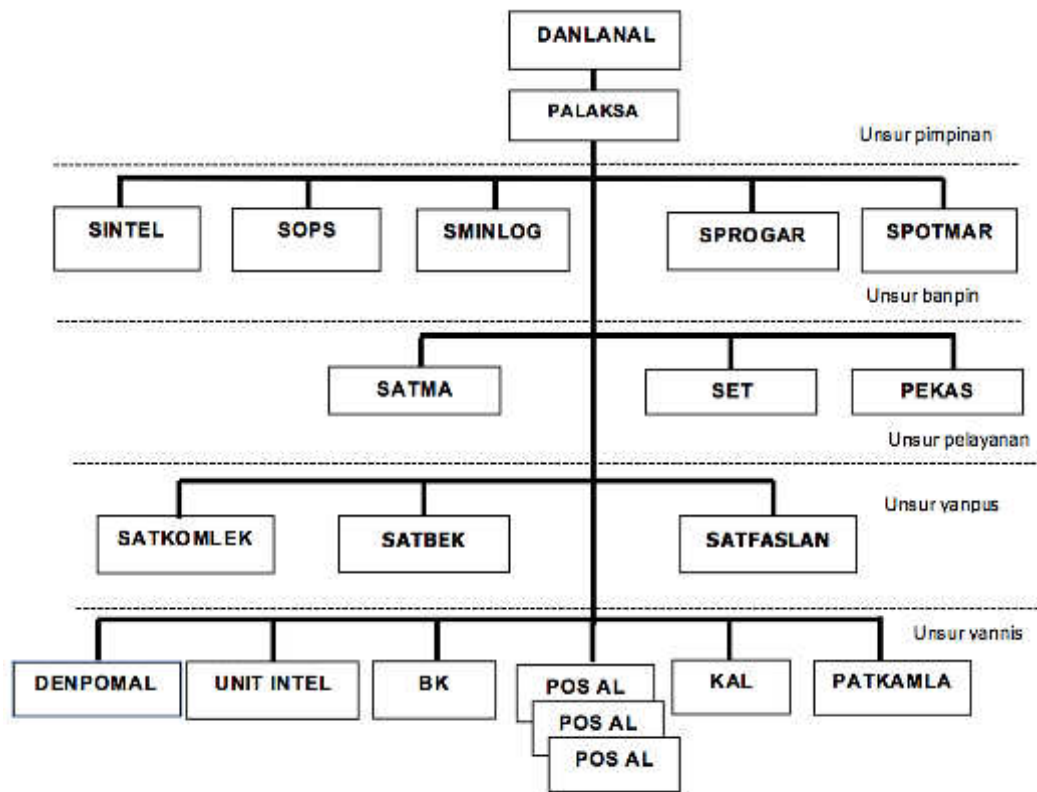 DANLANAL
PALAKSA
Unsur pimpinan
SINTEL
SOPS
SMINLOG
SPROGAR
SPOTMAR
Unsur banpin
SATMA
SET
PEKAS
Unsur pelayanan
Unsur yanpus
SATKOMLEK
SATBEK
SATFASLAN
Unsur yannis
DENPOMAL
UNIT INTEL
BK
POS AL
KAL
PATKAMLA
POS AL
POS AL